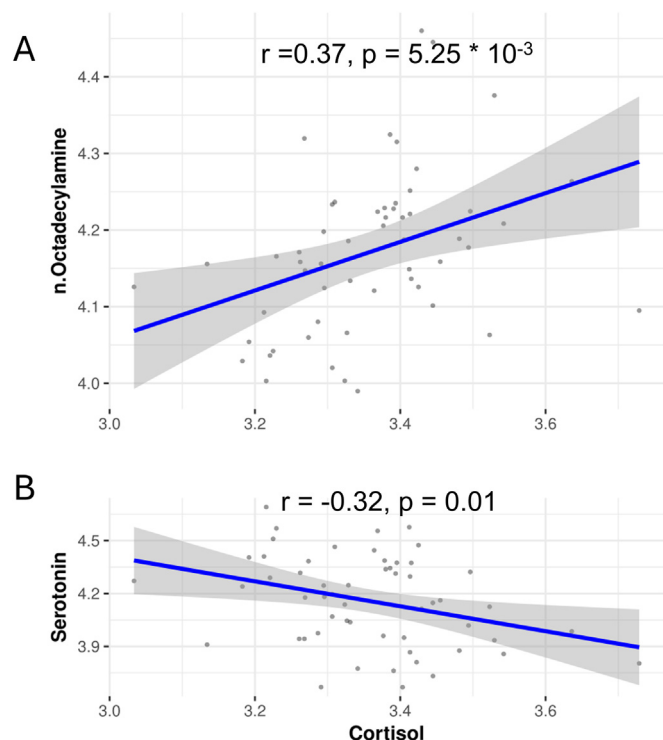 A
r =0.37, p = 5.25 * 10-3
n.Octadecylamine
4.4
4.3
4.2
4.1
4.0
3.0 3.2 3.4 3.6
B
r = -0.32, p = 0.01
Serotonin
4.5
4.2
3.9
3.0 3.2 3.4 3.6
Cortisol